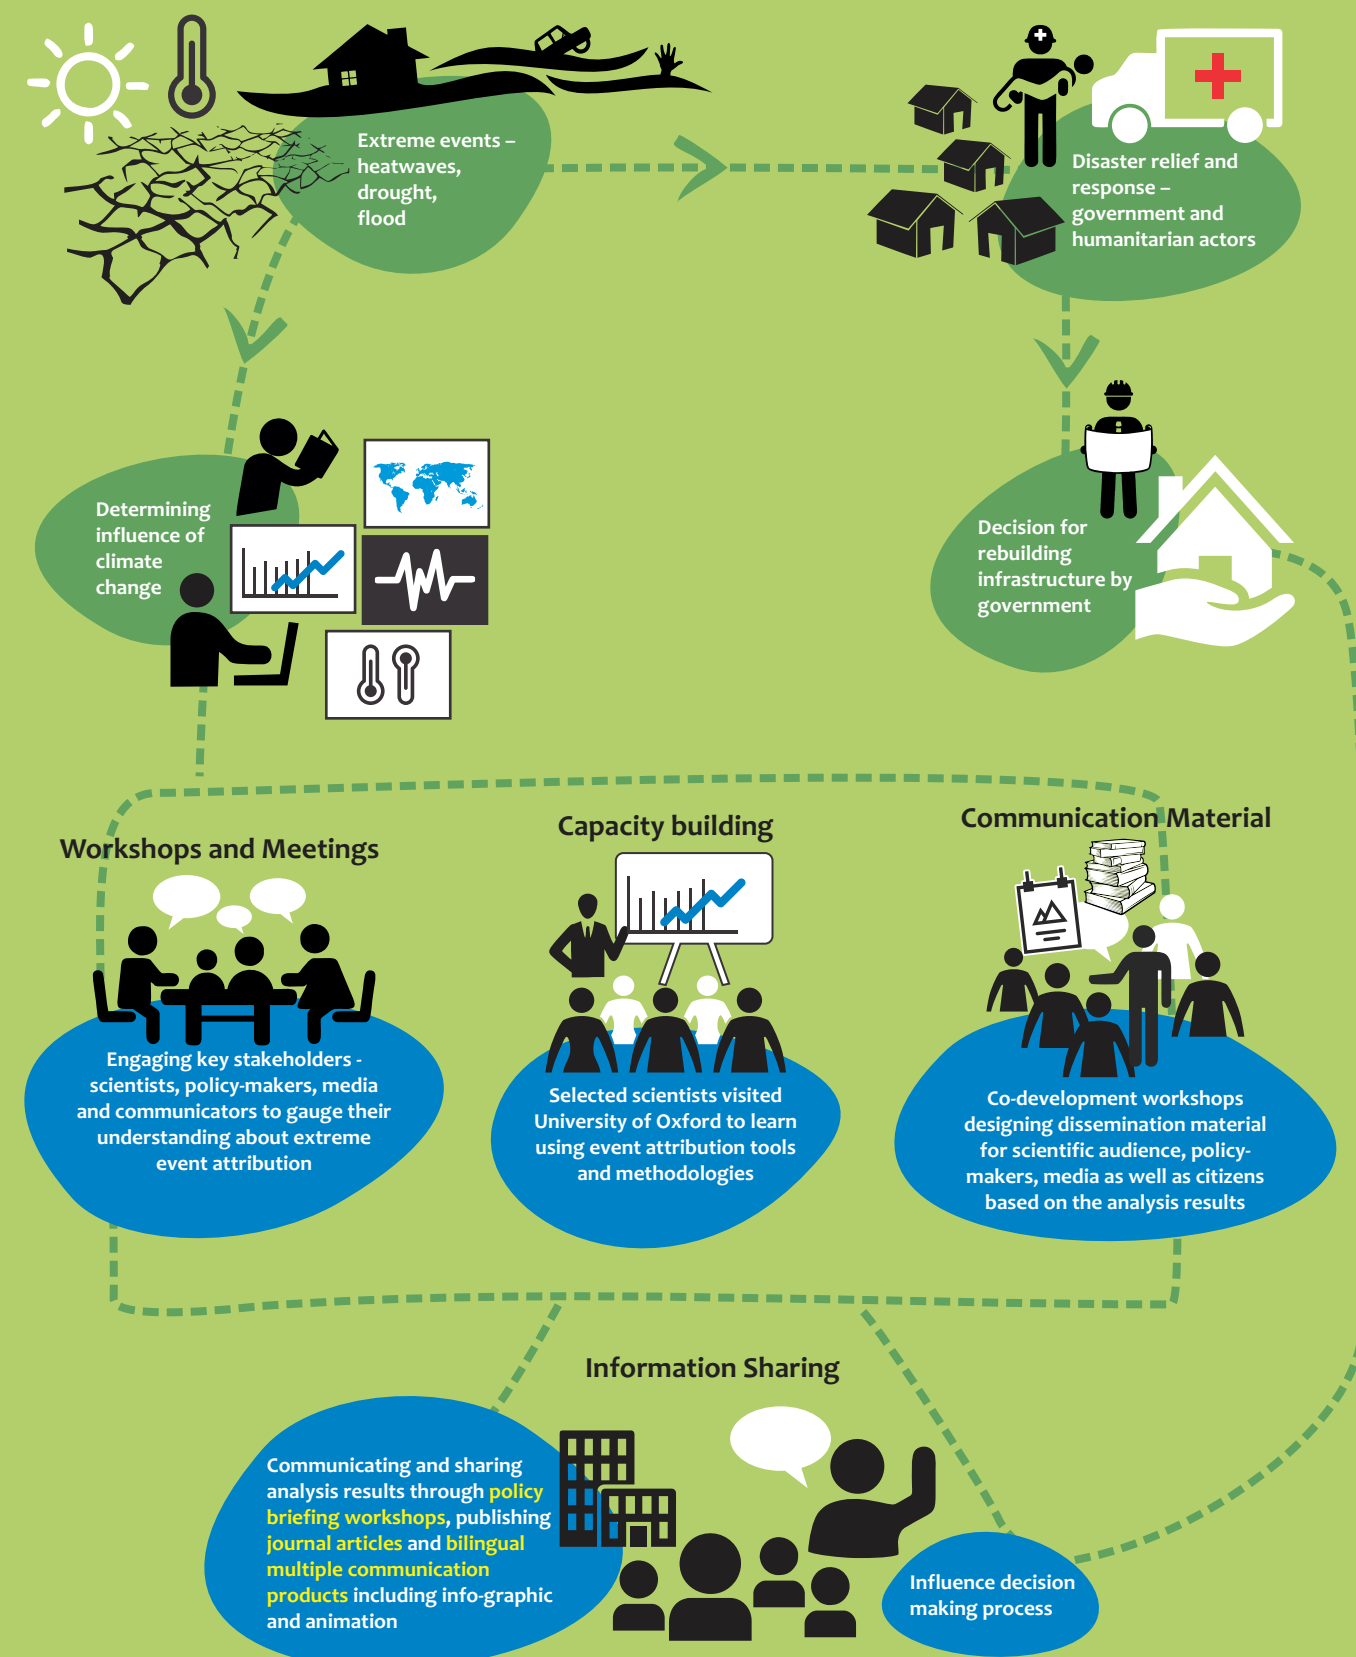 Extreme events –
heatwaves,
drought,
flood
Disaster relief and
response –
government and
humanitarian actors
Determining
influence of
climate
change
Decision for
rebuilding
infrastructure by
government
Workshops and Meetings
Engaging key stakeholders -
scientists, policy-makers, media
and communicators to gauge their
understanding about extreme
event attribution
Capacity building
Selected scientists visited
University of Oxford to learn
using event attribution tools
and methodologies
Communication Material
Co-development workshops
designing dissemination material
for scientific audience, policy-
makers, media as well as citizens
based on the analysis results
Information Sharing
Communicating and sharing
analysis results through policy
briefing workshops, publishing
journal articles and bilingual
multiple communication
products including info-graphic
and animation
Influence decision
making process